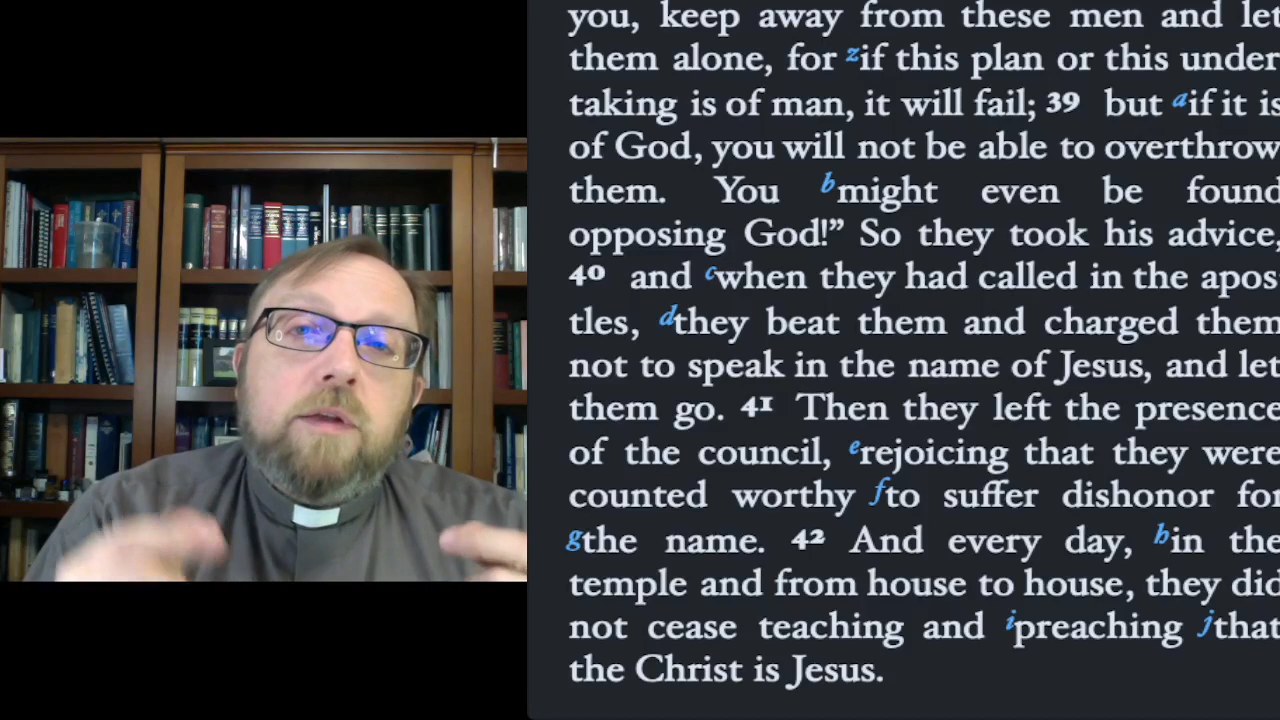 you, keep away from these men and let
them alone, for zif this plan or this under
taking is of man, it will fail; 39 but aif it is
of God, you will not be able to overthrow
them. You bmight even be found
opposing God!” So they took his advice,
40 and cwhen they had called in the apos
tles, dthey beat them and charged them
not to speak in the name of Jesus, and let
them go. 41 Then they left the presence
of the council, erejoicing that they were
counted worthy fto suffer dishonor for
gthe name. 42 And every day, hin the
temple and from house to house, they did
not cease teaching and ipreaching jthat
the Christ is Jesus.